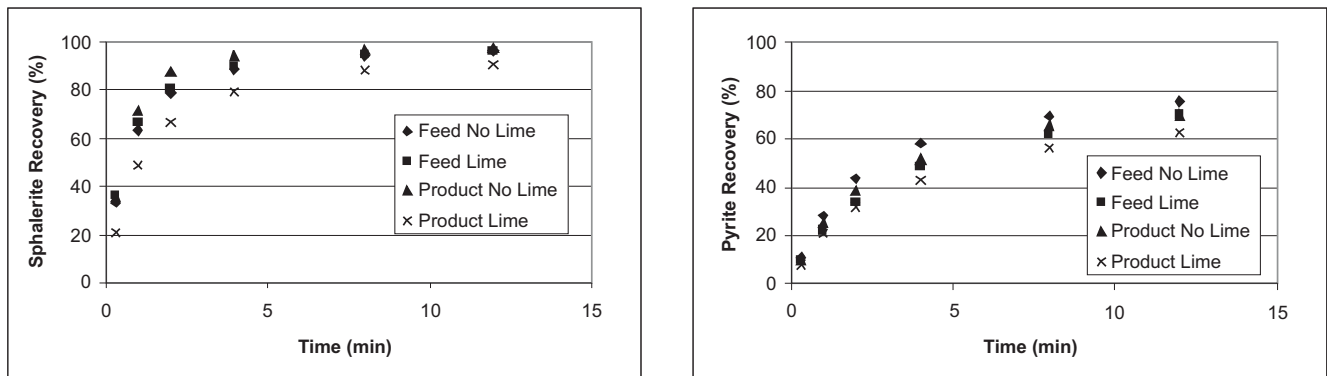 100
80
60
40
20
0
Sphalerite Recovery (%)
Feed No Lime
Feed Lime
Product No Lime
Product Lime
0 5 10 15
Time (min)
100
80
60
40
20
0
Pyrite Recovery (%)
Feed No Lime
Feed Lime
Product No Lime
Product Lime
0 5 10 15
Time (min)